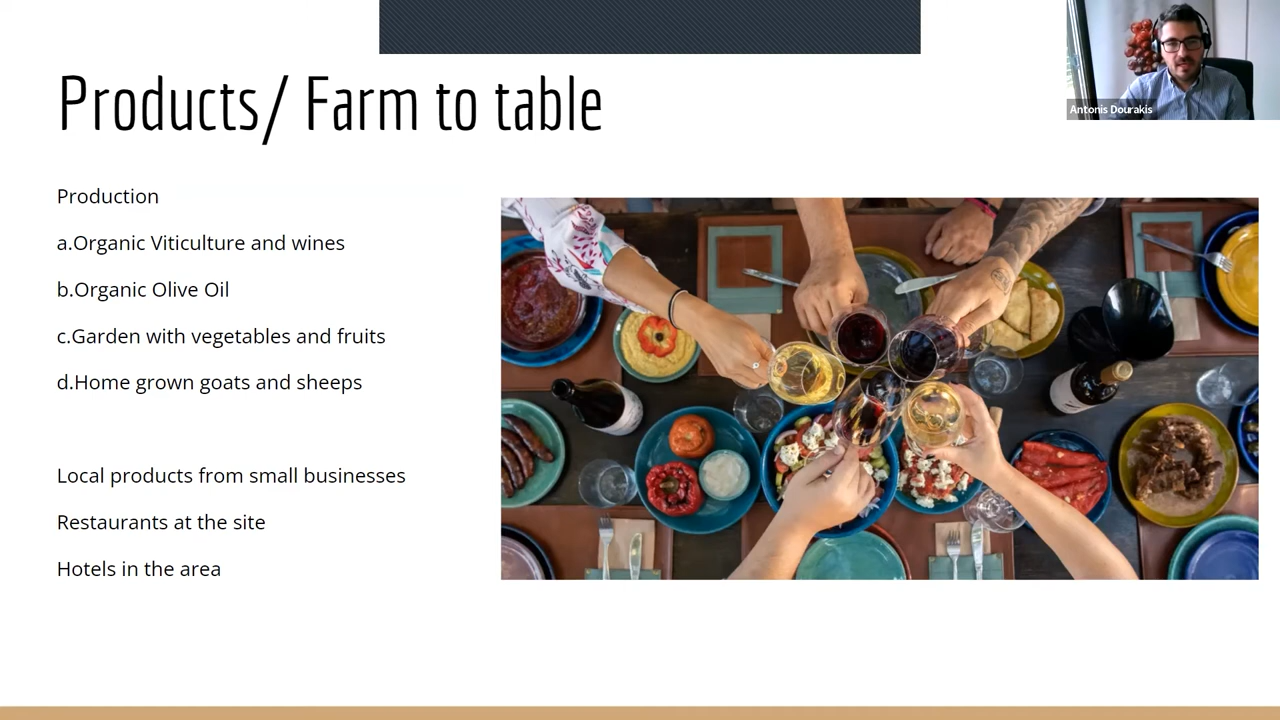 Products/ Farm to table
Antonis Dourakis
Production
a.Organic Viticulture and wines
b.Organic Olive Oil
c.Garden with vegetables and fruits
d.Home grown goats and sheeps
Local products from small businesses
Restaurants at the site
Hotels in the area